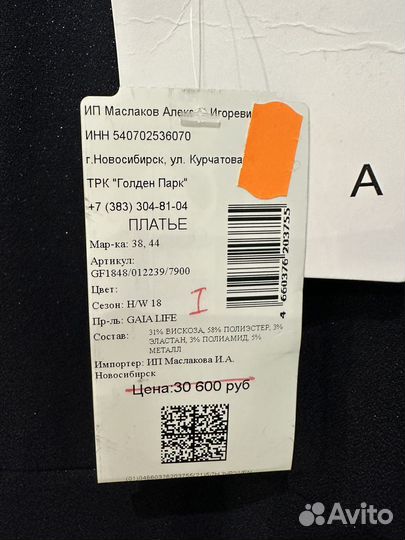 ИП Маслаков Алекс Игореви
ИНН 540702536070
г.Новосибирск, ул. Курчатова
ТРК "Голден Парк"
+7 (383) 304-81-04
ПЛАТЬЕ
Мар-ка: 38, 44
Артикул:
GF1848/012239/7900
Цвет:
Сезон: H/W 18
I
Пр-ль: GAIA LIFE
Состав: 31% ВИСКОЗА, 58% ПОЛИЭСТЕР, 3%
ЭЛАСТАН, 3% ПОЛИАМИД, 5%
МЕТАЛЛ
Импортер: ИП Маслакова И.А.
Новосибирск
Цена:30 600 руб
4 660376 203755
A
Avito